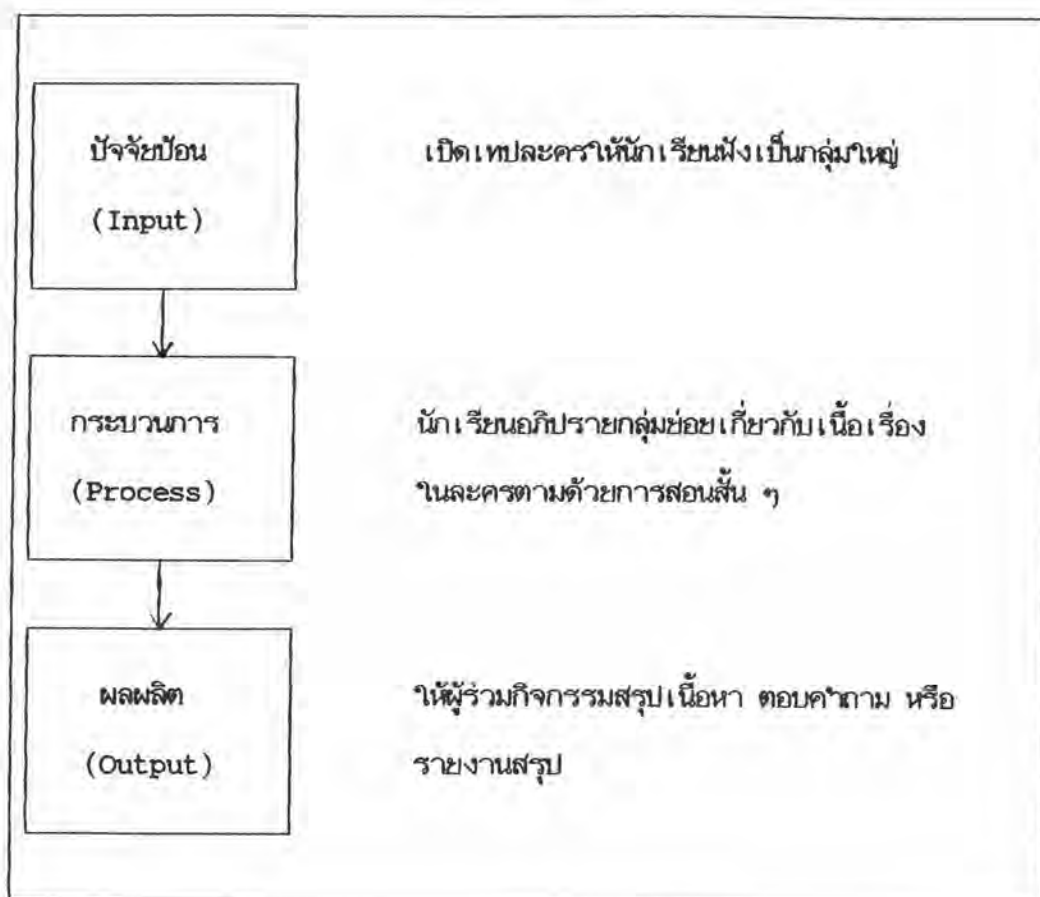 ปัจจัยป้อน
(Input)
เปิดเทปละครให้นักเรียนฟังเป็นกลุ่มใหญ่
กระบวนการ
(Process)
นักเรียนอภิปรายกลุ่มย่อยเกี่ยวกับเนื้อเรื่อง
ในละครตามด้วยการสอนสั้น ๆ
ผลผลิต
(Output)
ให้ผู้ร่วมกิจกรรมสรุปเนื้อหา ตอบคำถาม หรือ
รายงานสรุป